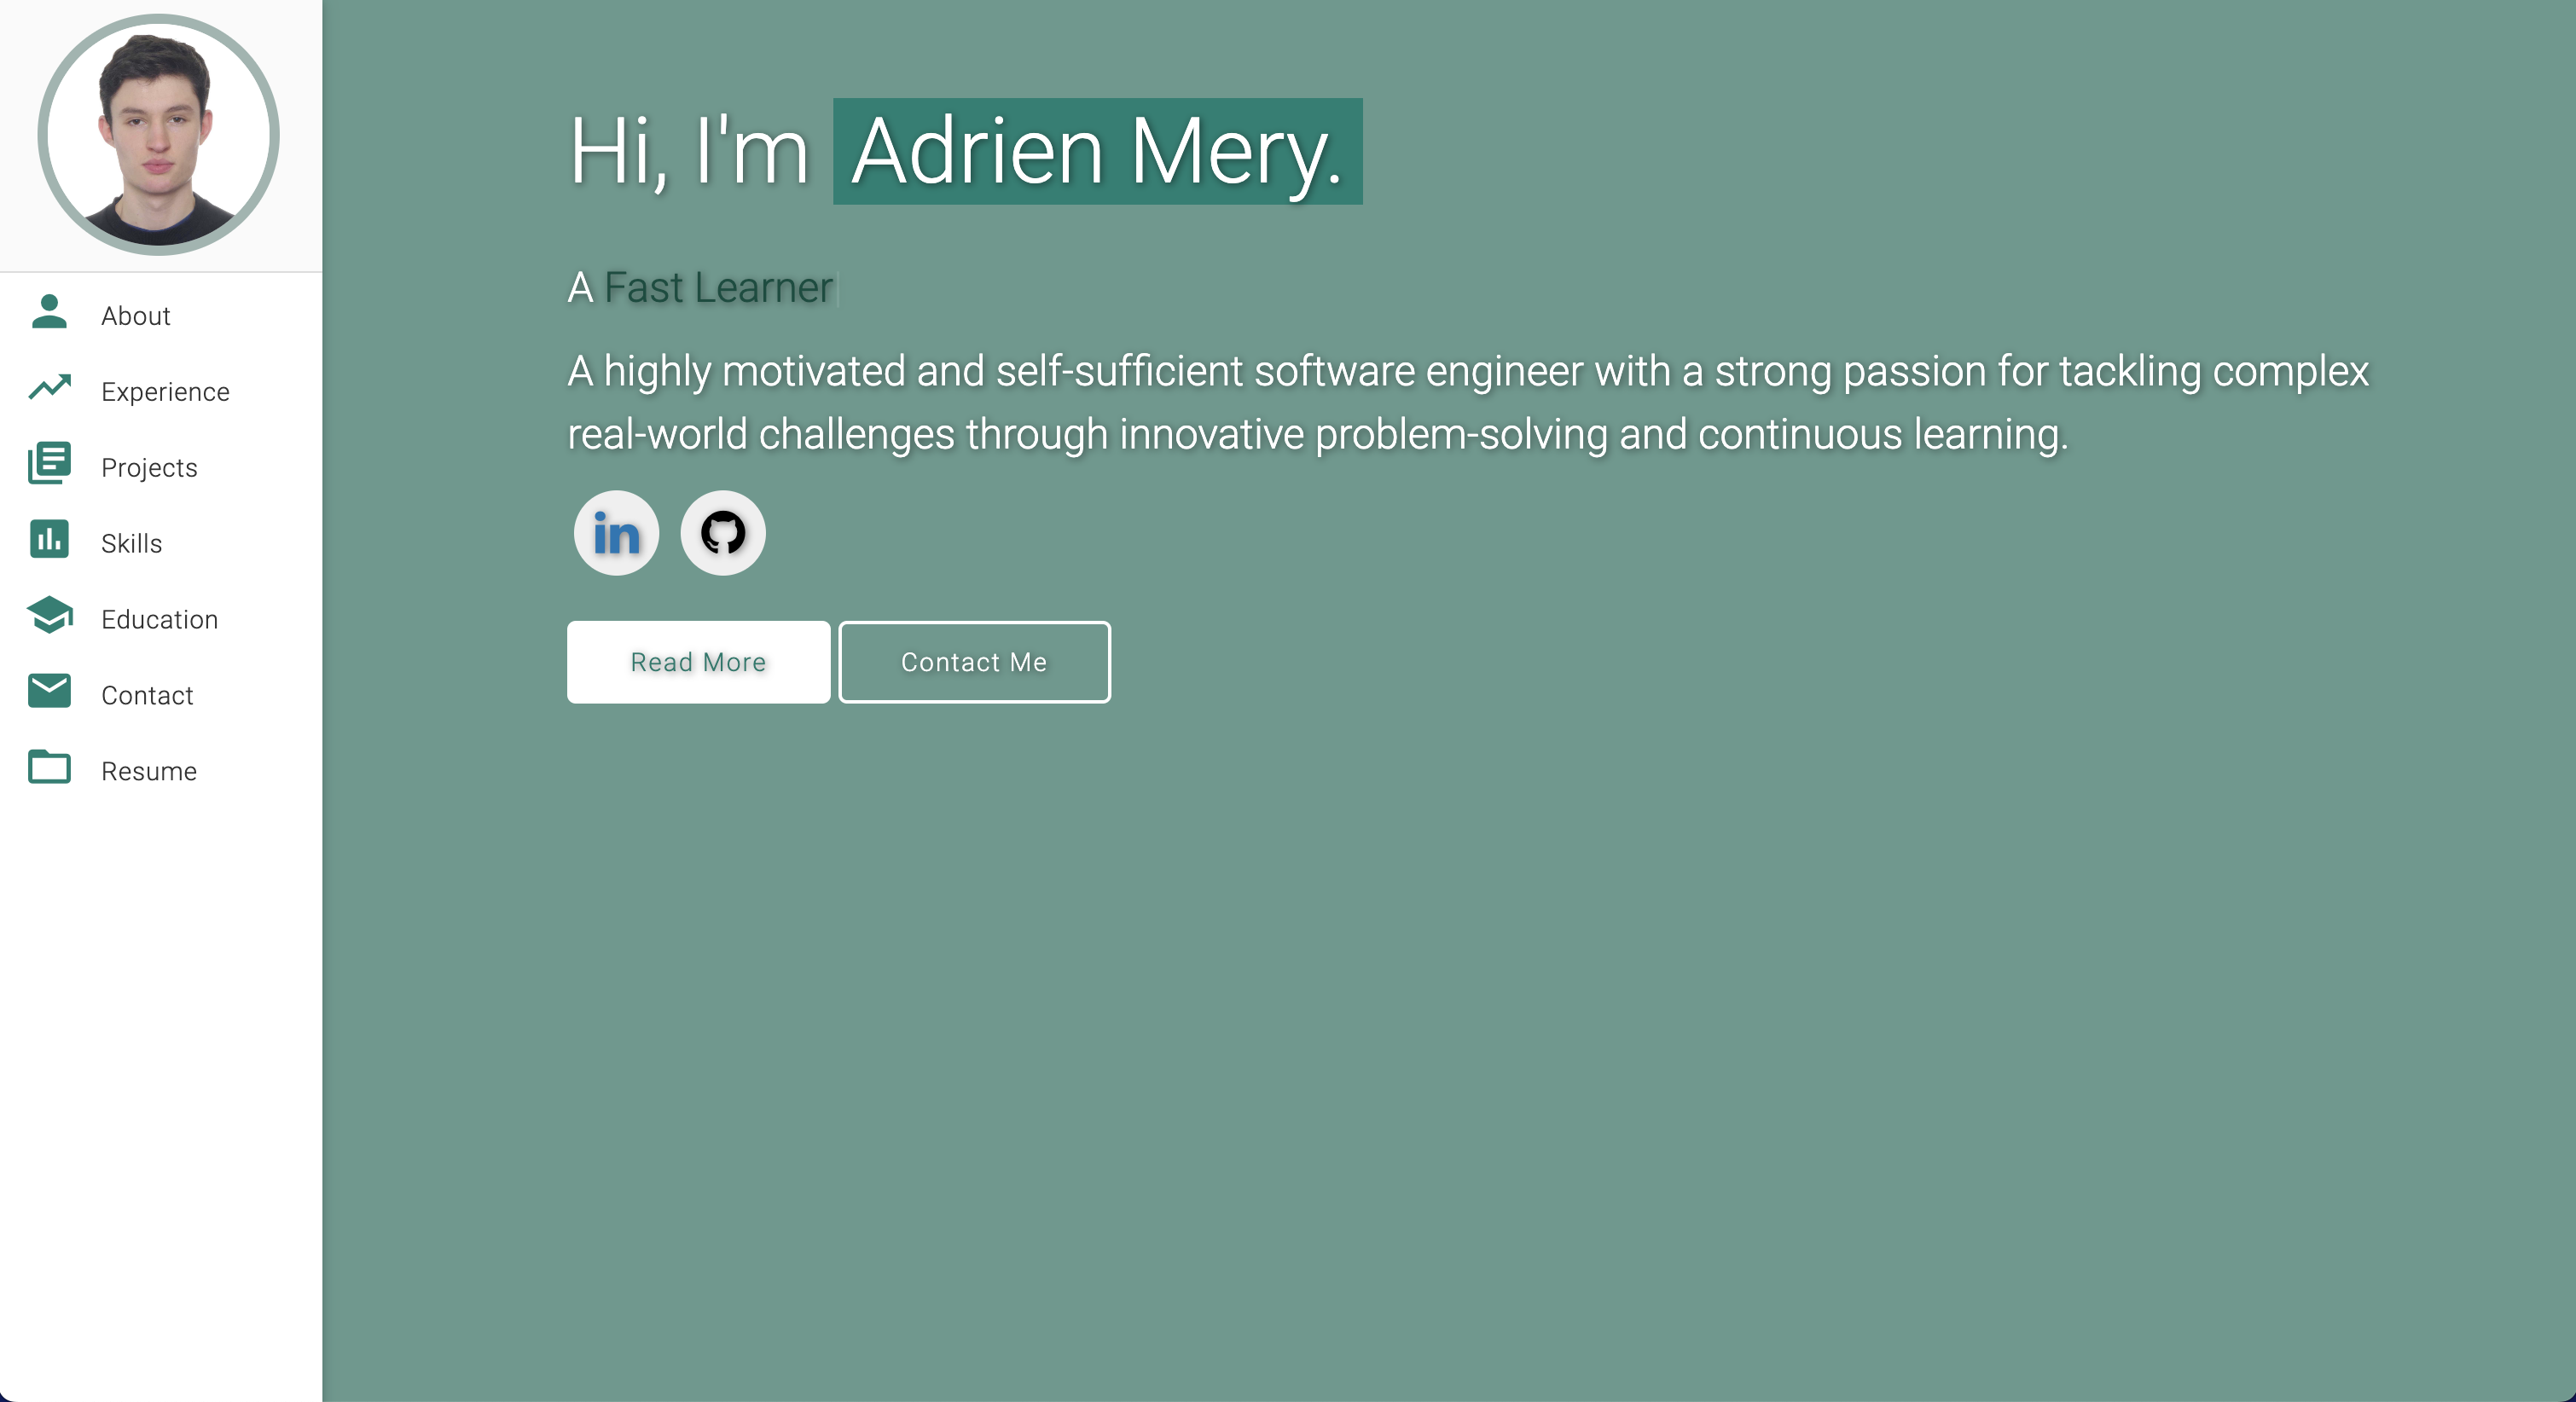 About
Experience
Projects
Skills
Education
Contact
Resume
Hi, I'm Adrien Mery.
A Fast Learner
A highly motivated and self-sufficient software engineer with a strong passion for tackling complex
real-world challenges through innovative problem-solving and continuous learning.
in
Read More
Contact Me